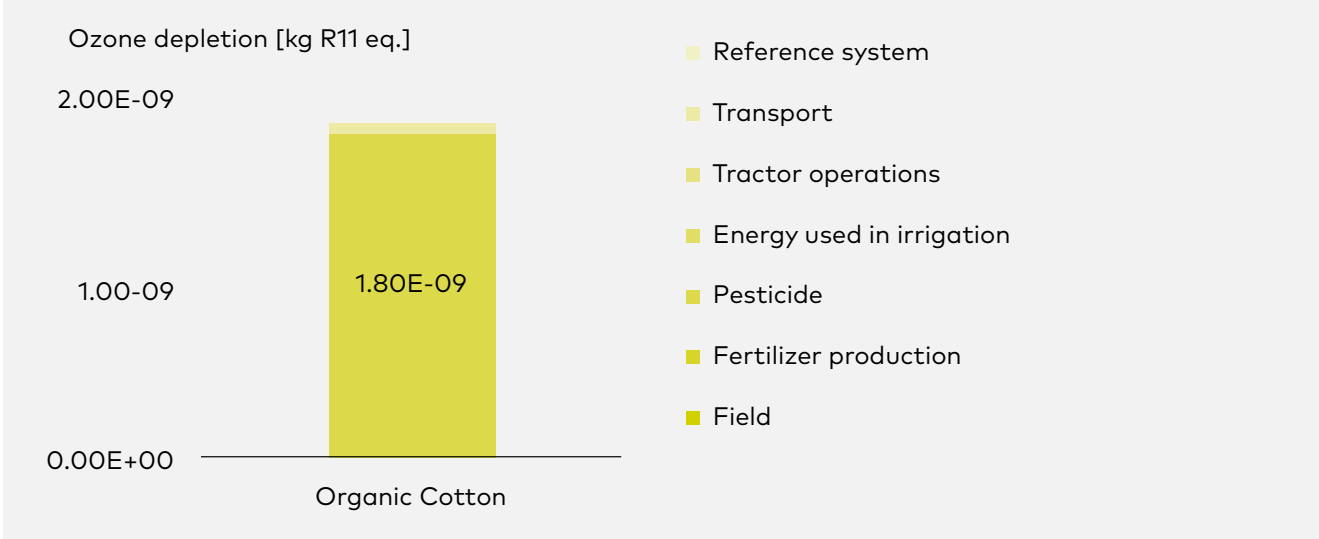 Ozone depletion [kg R11 eq.]
2.00E-09
1.00-09
0.00E+00
1.80E-09
Organic Cotton
Reference system
Transport
Tractor operations
Energy used in irrigation
Pesticide
Fertilizer production
Field